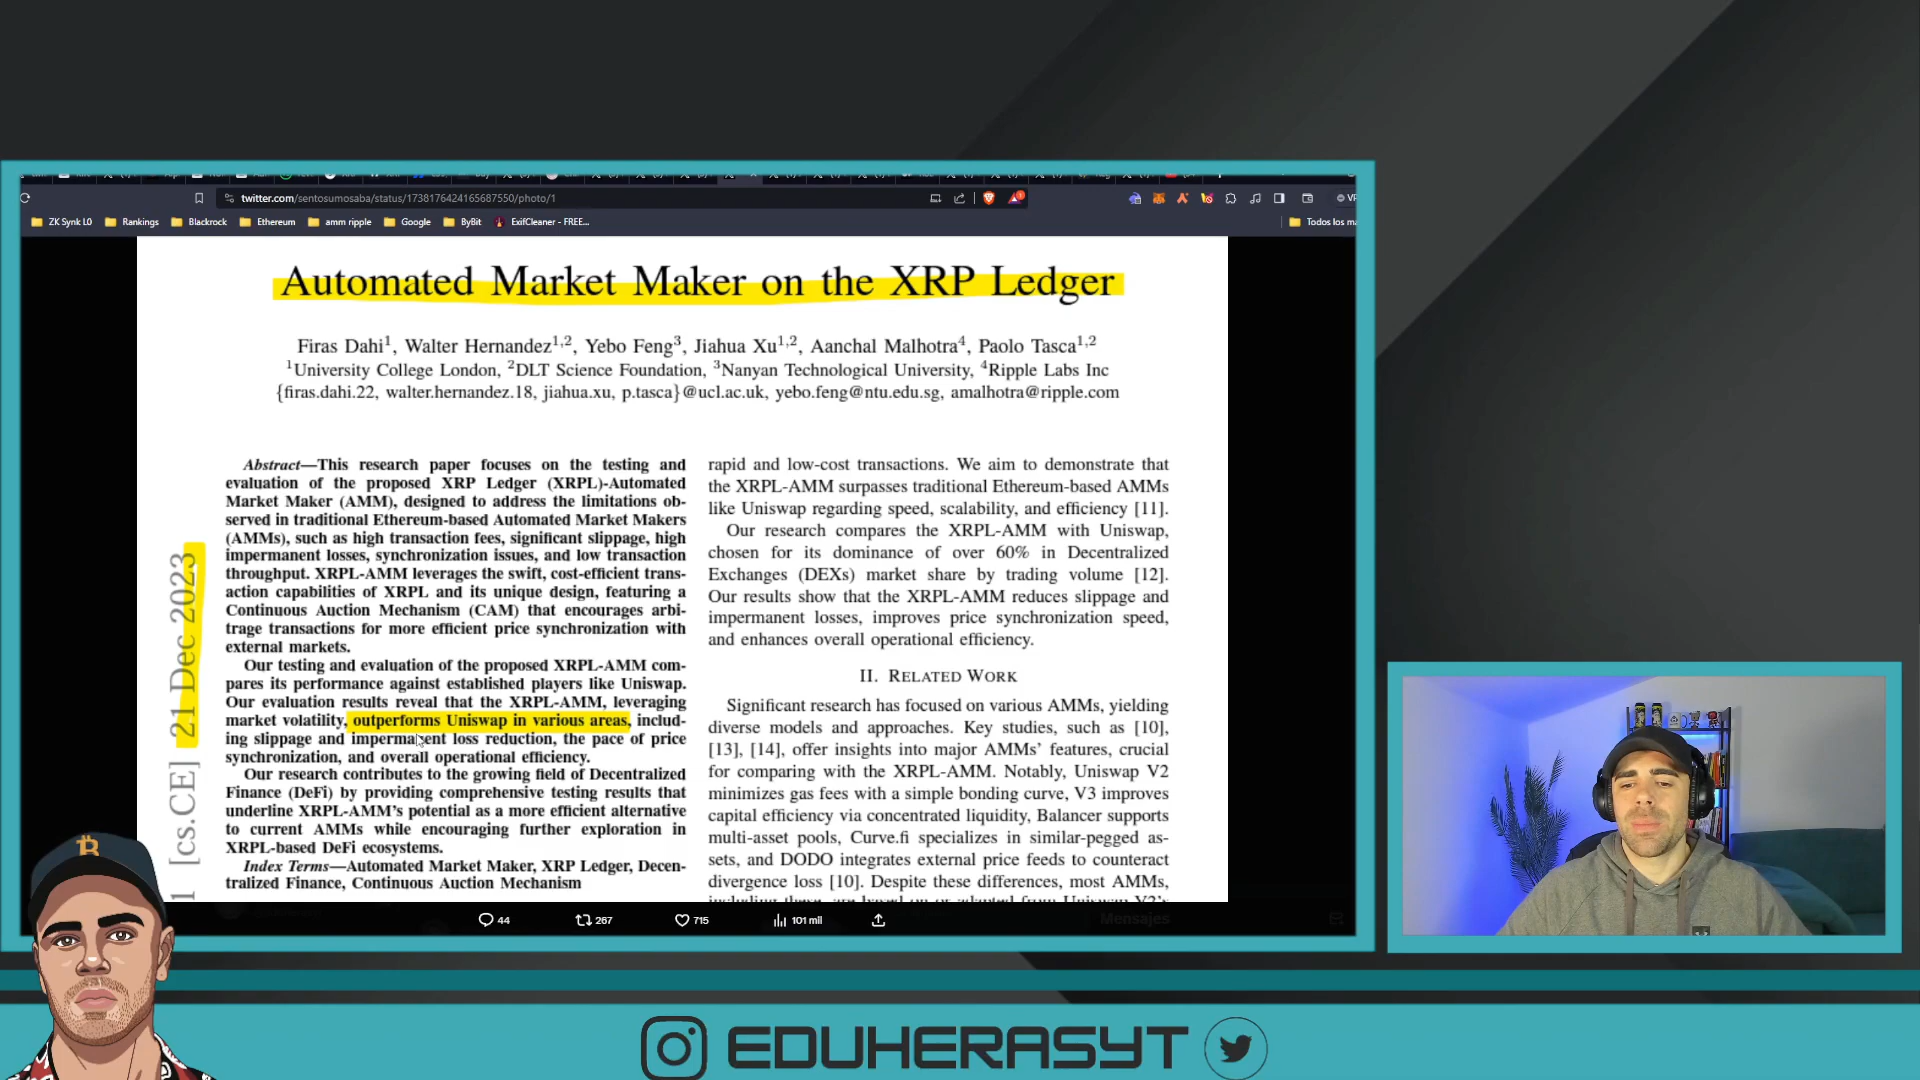 twitter.com/sentosumosaba/status/1738176424165687550/photo/1
ZK Synk L0 Rankings Blackrock Ethereum amm ripple Google ByBit ExifCleaner - FREE... Todos los ma
Automated Market Maker on the XRP Ledger
Firas Dahi1, Walter Hernandez1,2, Yebo Feng3, Jiahua Xu1,2, Aanchal Malhotra4, Paolo Tasca1,2
1University College London, 2DLT Science Foundation, 3Nanyan Technological University, 4Ripple Labs Inc
{firas.dahi.22, walter.hernandez.18, jiahua.xu, p.tasca}@ucl.ac.uk, yebo.feng@ntu.edu.sg, amalhotra@ripple.com
1 [cs.CE] 21 Dec 2023
Abstract—This research paper focuses on the testing and
evaluation of the proposed XRP Ledger (XRPL)-Automated
Market Maker (AMM), designed to address the limitations ob-
served in traditional Ethereum-based Automated Market Makers
(AMMs), such as high transaction fees, significant slippage, high
impermanent losses, synchronization issues, and low transaction
throughput. XRPL-AMM leverages the swift, cost-efficient trans-
action capabilities of XRPL and its unique design, featuring a
Continuous Auction Mechanism (CAM) that encourages arbi-
trage transactions for more efficient price synchronization with
external markets.
Our testing and evaluation of the proposed XRPL-AMM com-
pares its performance against established players like Uniswap.
Our evaluation results reveal that the XRPL-AMM, leveraging
market volatility, outperforms Uniswap in various areas, includ-
ing slippage and impermanent loss reduction, the pace of price
synchronization, and overall operational efficiency.
Our research contributes to the growing field of Decentralized
Finance (DeFi) by providing comprehensive testing results that
underline XRPL-AMM's potential as a more efficient alternative
to current AMMs while encouraging further exploration in
XRPL-based DeFi ecosystems.
Index Terms—Automated Market Maker, XRP Ledger, Decen-
tralized Finance, Continuous Auction Mechanism
rapid and low-cost transactions. We aim to demonstrate that
the XRPL-AMM surpasses traditional Ethereum-based AMMs
like Uniswap regarding speed, scalability, and efficiency [11].
Our research compares the XRPL-AMM with Uniswap,
chosen for its dominance of over 60% in Decentralized
Exchanges (DEXs) market share by trading volume [12].
Our results show that the XRPL-AMM reduces slippage and
impermanent losses, improves price synchronization speed,
and enhances overall operational efficiency.
II. RELATED WORK
Significant research has focused on various AMMs, yielding
diverse models and approaches. Key studies, such as [10],
[13], [14], offer insights into major AMMs' features, crucial
for comparing with the XRPL-AMM. Notably, Uniswap V2
minimizes gas fees with a simple bonding curve, V3 improves
capital efficiency via concentrated liquidity, Balancer supports
multi-asset pools, Curve.fi specializes in similar-pegged as-
sets, and DODO integrates external price feeds to counteract
divergence loss [10]. Despite these differences, most AMMs,
44 267 715 101 mil
Mensajes
EDUHERASYT